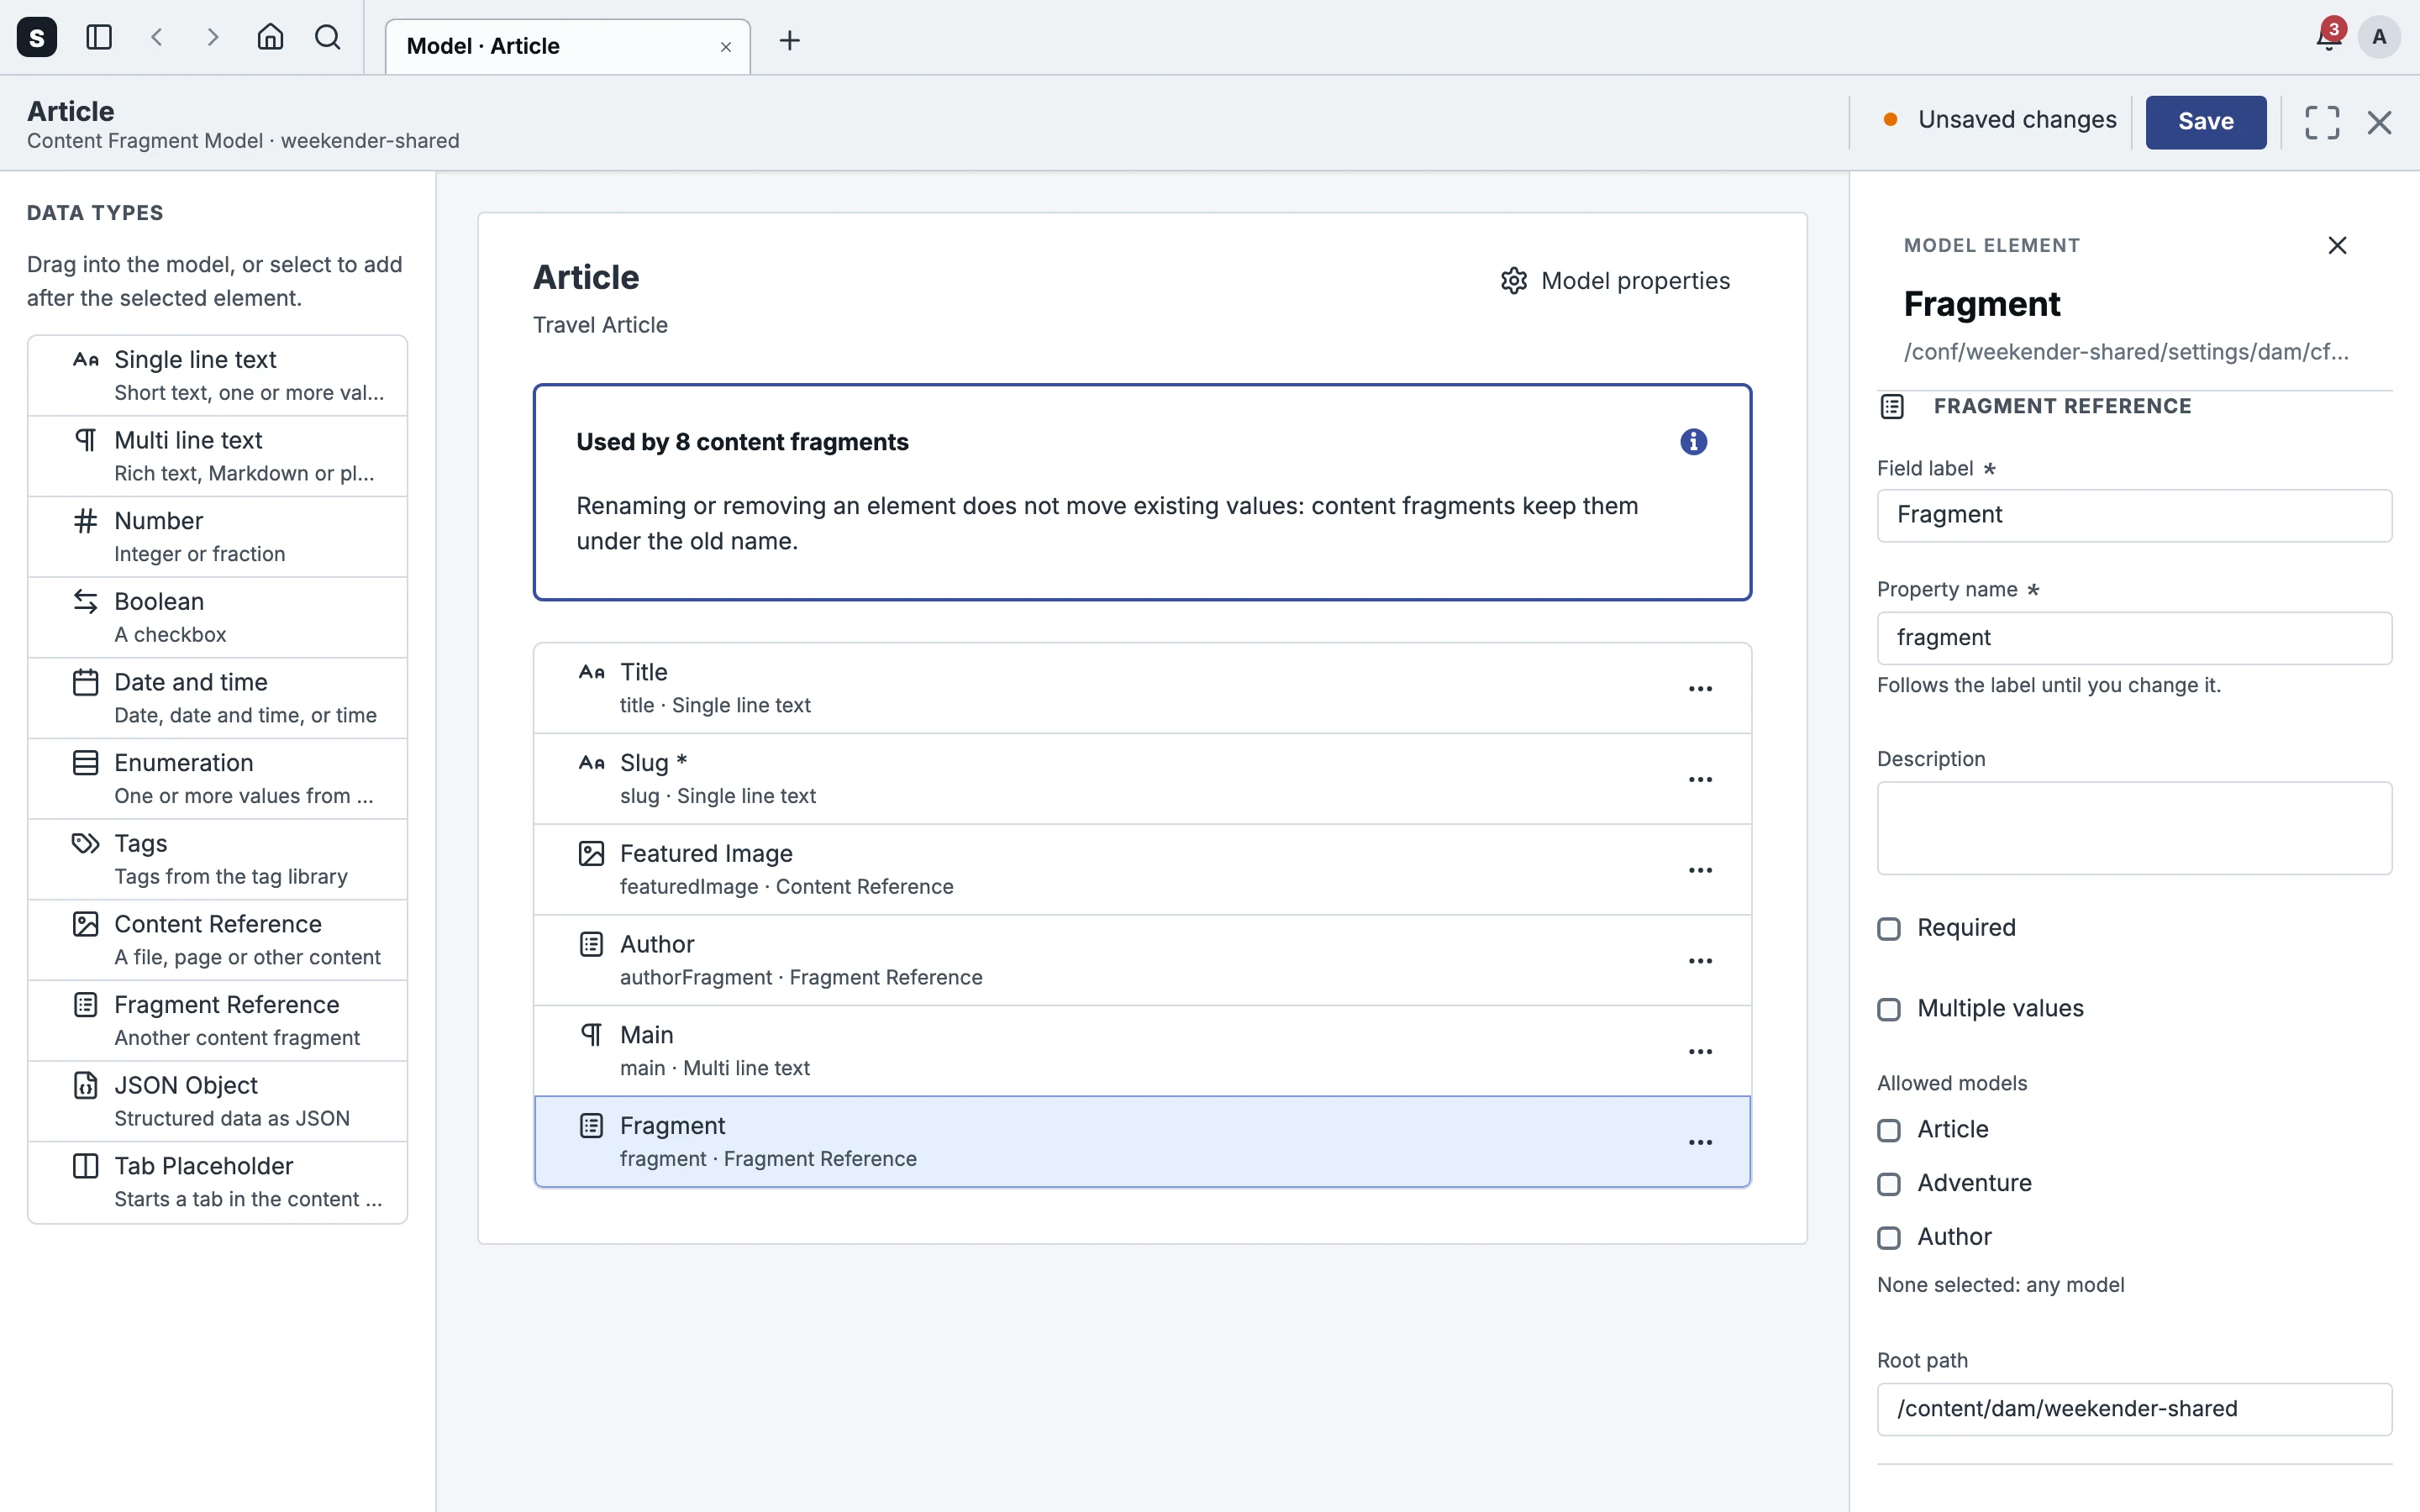 S
Model · Article
3
A
Article
Content Fragment Model · weekender-shared
Unsaved changes
Save
DATA TYPES
Drag into the model, or select to add
after the selected element.
Single line text
Short text, one or more val...
Multi line text
Rich text, Markdown or pl...
Number
Integer or fraction
Boolean
A checkbox
Date and time
Date, date and time, or time
Enumeration
One or more values from ...
Tags
Tags from the tag library
Content Reference
A file, page or other content
Fragment Reference
Another content fragment
JSON Object
Structured data as JSON
Tab Placeholder
Starts a tab in the content ...
Article
Model properties
Travel Article
Used by 8 content fragments
Renaming or removing an element does not move existing values: content fragments keep them
under the old name.
Title
title · Single line text
Slug *
slug · Single line text
Featured Image
featuredImage · Content Reference
Author
authorFragment · Fragment Reference
Main
main · Multi line text
Fragment
fragment · Fragment Reference
MODEL ELEMENT
Fragment
/conf/weekender-shared/settings/dam/cf...
FRAGMENT REFERENCE
Field label *
Fragment
Property name *
fragment
Follows the label until you change it.
Description
Required
Multiple values
Allowed models
Article
Adventure
Author
None selected: any model
Root path
/content/dam/weekender-shared